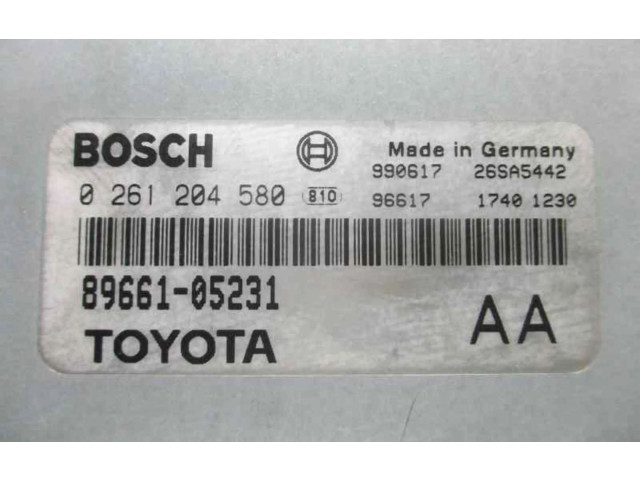 BOSCH Made in Germany
990617 26SA5442
0 261 204 580 810 96617 1740 1230
89661-05231
TOYOTA AA